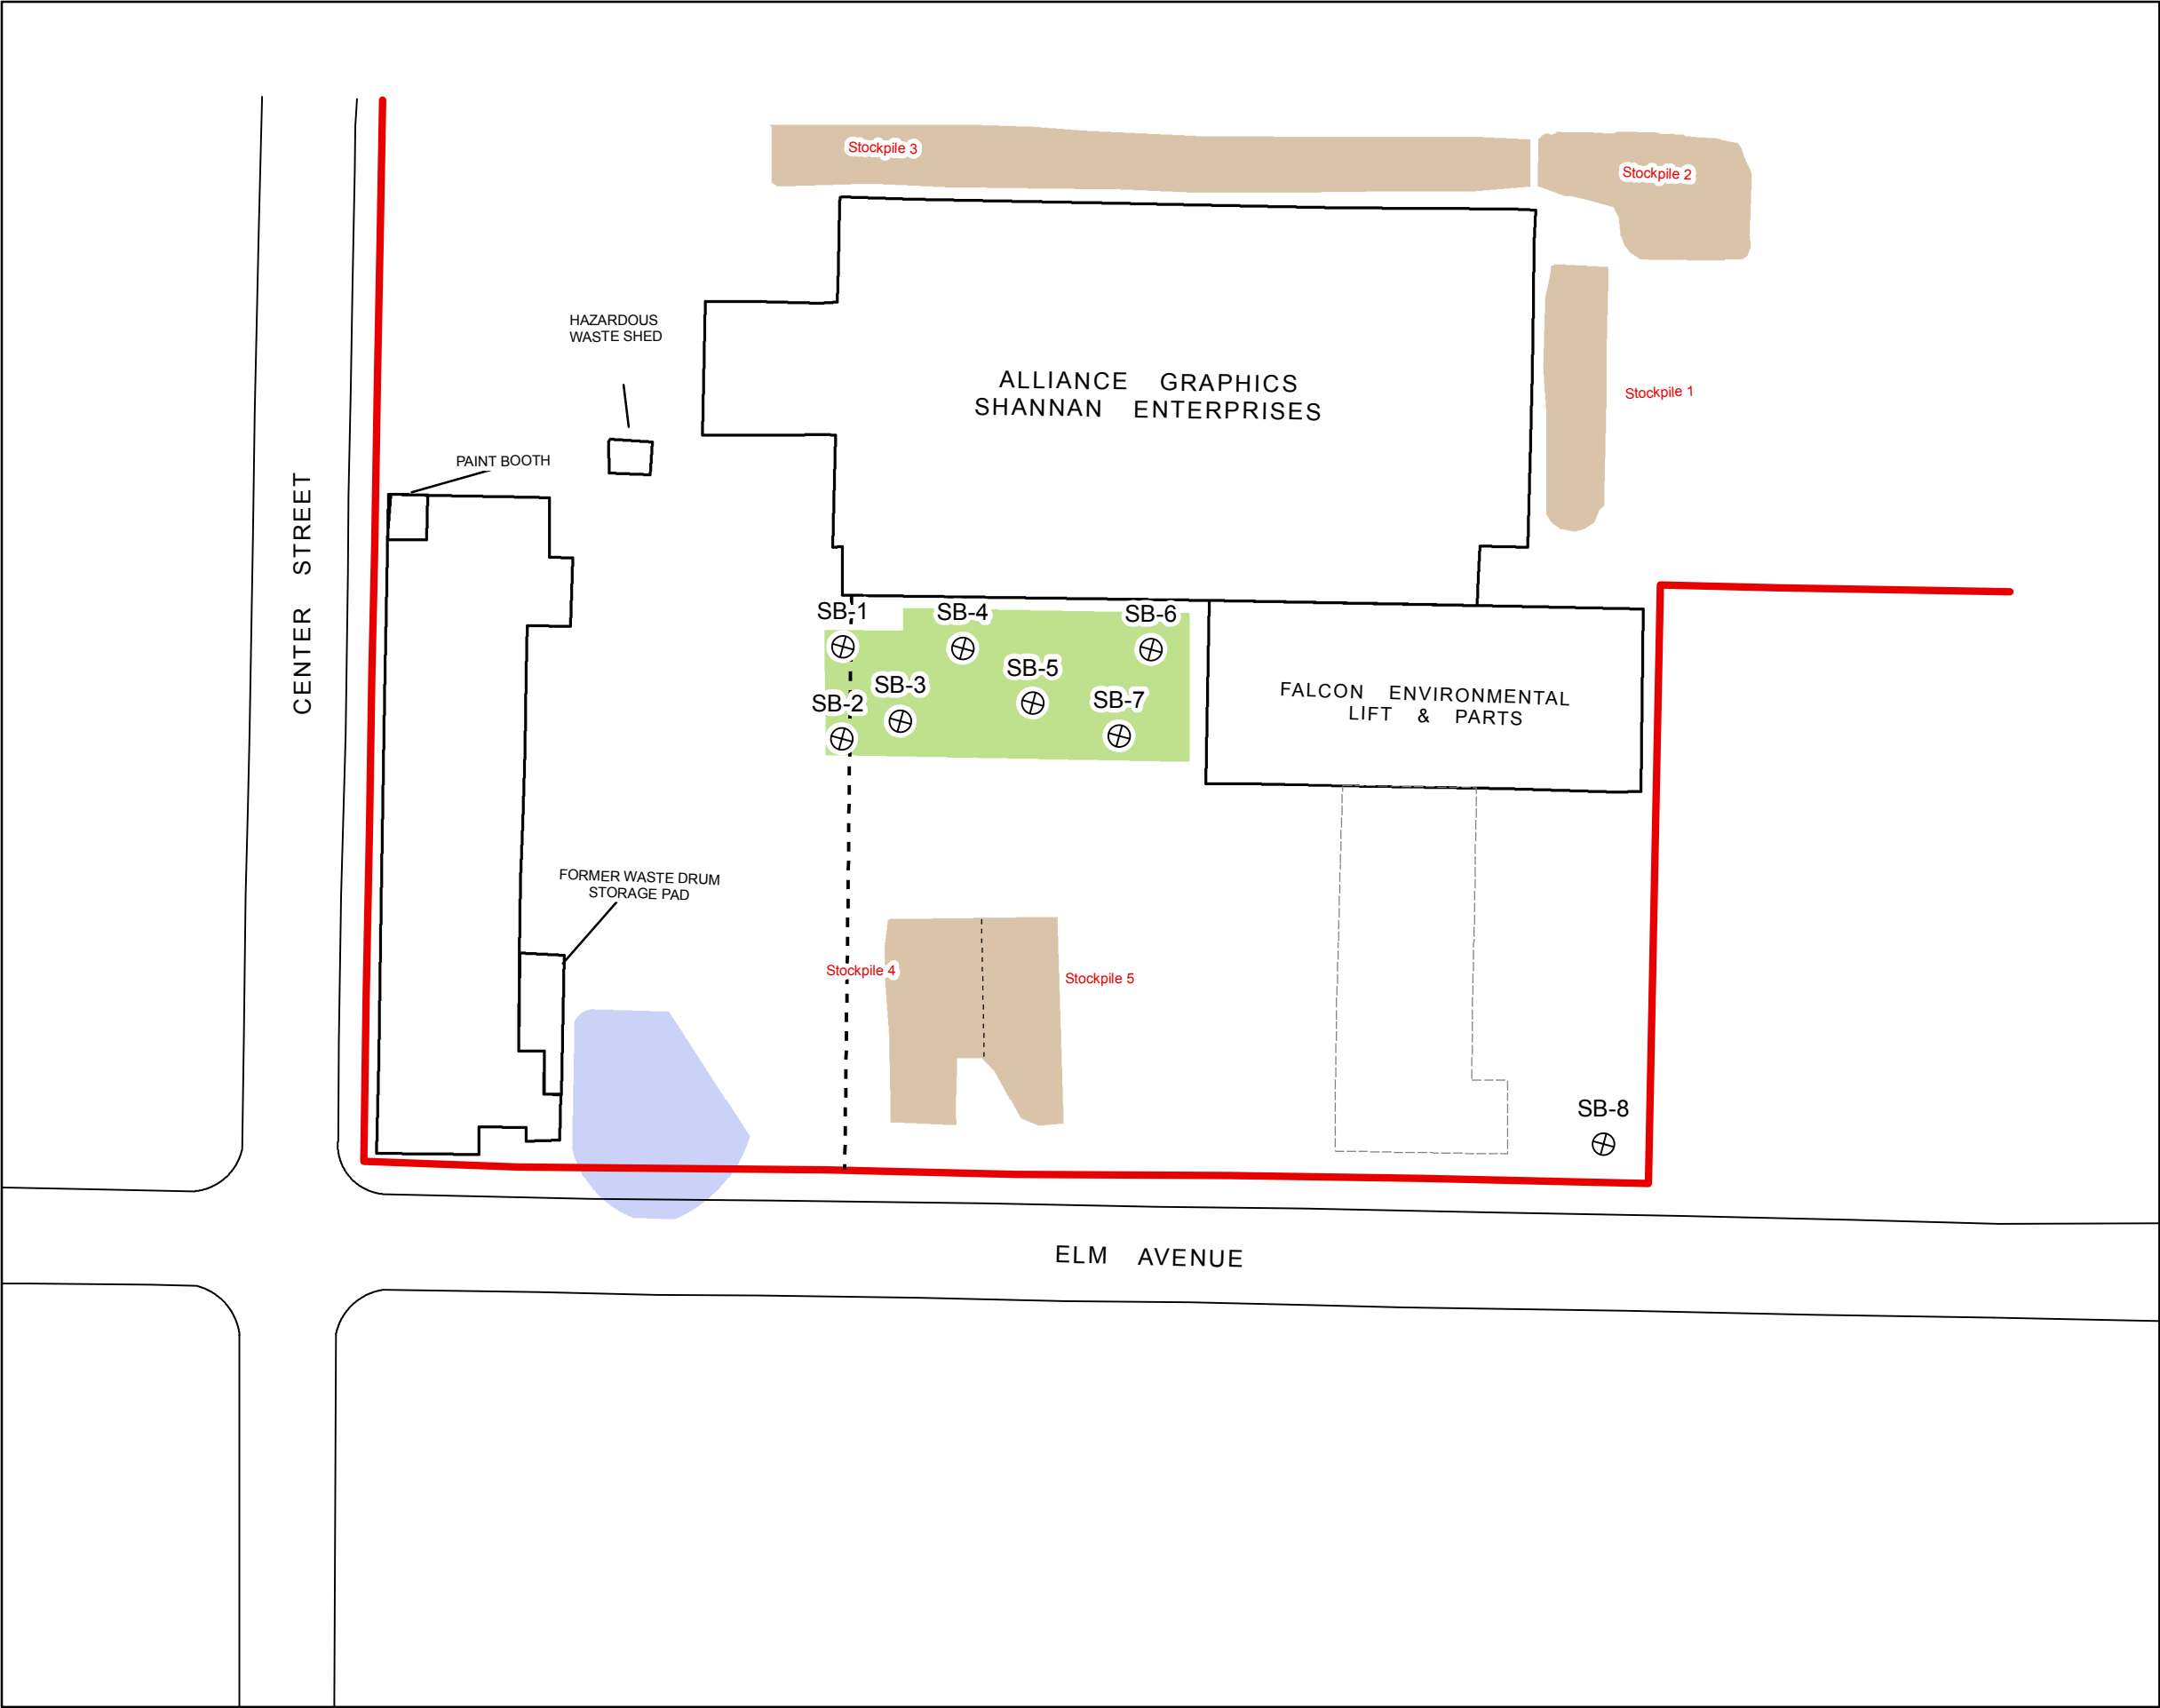 Stockpile 3
Stockpile 2
HAZARDOUS
WASTE SHED
ALLIANCE GRAPHICS
SHANNAN ENTERPRISES
Stockpile 1
PAINT BOOTH
CENTER STREET
SB-1
SB-4
SB-6
SB-5
SB-3
SB-2
SB-7
FALCON ENVIRONMENTAL
LIFT & PARTS
FORMER WASTE DRUM
STORAGE PAD
Stockpile 4
Stockpile 5
SB-8
ELM AVENUE